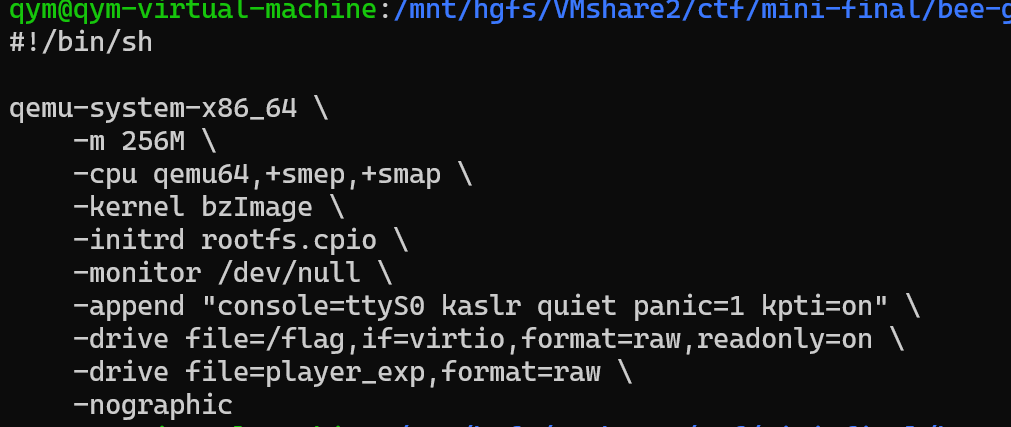 qym@qym-virtual-machine:/mnt/hgfs/VMshare2/ctf/mini-final/bee-g
#!/bin/sh
qemu-system-x86_64 \
-m 256M \
-cpu qemu64,+smep,+smap \
-kernel bzImage \
-initrd rootfs.cpio \
-monitor /dev/null \
-append "console=ttyS0 kaslr quiet panic=1 kpti=on" \
-drive file=/flag,if=virtio,format=raw,readonly=on \
-drive file=player_exp,format=raw \
-nographic